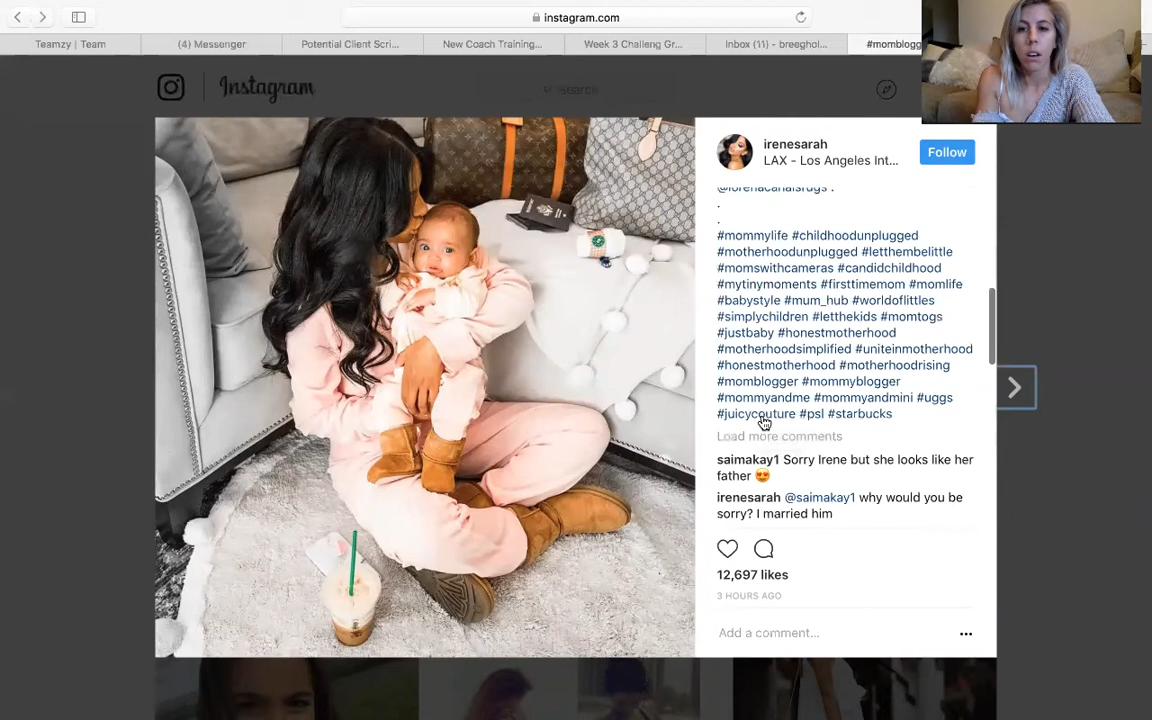 instagram.com
Teamzy | Team
(4) Messenger
Potential Client Scri...
New Coach Training...
Week 3 Challeng Gr...
Inbox (11) - breeghol...
#momblogg
Instagram
Search
irenesarah
LAX - Los Angeles Int...
Follow
@lorenacanalsrugs .
.
.
#mommylife #childhoodunplugged
#motherhoodunplugged #letthembelittle
#momswithcameras #candidchildhood
#mytinymoments #firsttimemom #momlife
#babystyle #mum_hub #worldoflittles
#simplychildren #letthekids #momtogs
#justbaby #honestmotherhood
#motherhoodsimplified #uniteinmotherhood
#honestmotherhood #motherhoodrising
#momblogger #mommyblogger
#mommyandme #mommyandmini #uggs
#juicycouture #psl #starbucks
Load more comments
saimakay1 Sorry Irene but she looks like her
father 😍
irenesarah @saimakay1 why would you be
sorry? I married him
12,697 likes
3 HOURS AGO
Add a comment...